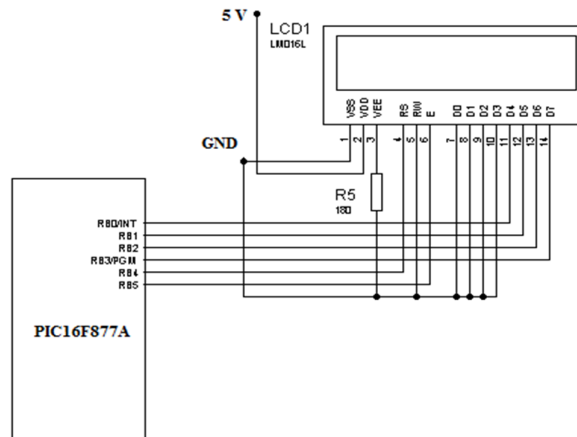 5 V
LCD1
LM016L
VSS VDD VEE RS RW E D0 D1 D2 D3 D4 D5 D6 D7
1 2 3 4 5 6 7 8 9 10 11 12 13 14
GND
R5
180
RB0/INT
RB1
RB2
RB3/PGM
RB4
RB5
PIC16F877A